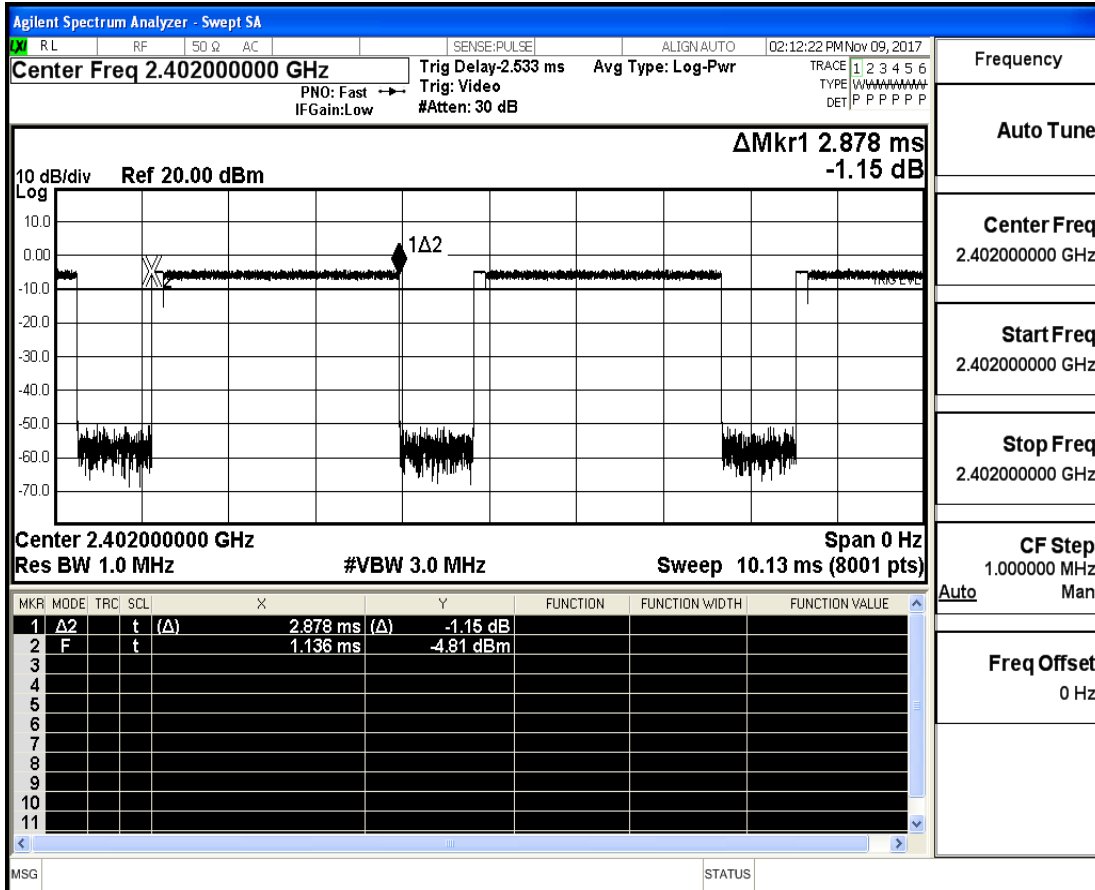 Agilent Spectrum Analyzer - Swept SA
LXI RL RF 50 Ω AC SENSE:PULSE ALIGN AUTO 02:12:22 PM Nov 09, 2017
Center Freq 2.402000000 GHz
PNO: Fast
IFGain:Low
Trig Delay-2.533 ms
Trig: Video
#Atten: 30 dB
Avg Type: Log-Pwr
TRACE 1 2 3 4 5 6
TYPE WWWWWW
DET P P P P P P
ΔMkr1 2.878 ms
-1.15 dB
10 dB/div Ref 20.00 dBm
Log
10.0
0.00
-10.0
-20.0
-30.0
-40.0
-50.0
-60.0
-70.0
1Δ2
2
TRIG LVL
Center 2.402000000 GHz Span 0 Hz
Res BW 1.0 MHz #VBW 3.0 MHz Sweep 10.13 ms (8001 pts)
MKR MODE TRC SCL X Y FUNCTION FUNCTION WIDTH FUNCTION VALUE
1 Δ2 t (Δ) 2.878 ms (Δ) -1.15 dB
2 F t 1.136 ms -4.81 dBm
3
4
5
6
7
8
9
10
11
MSG STATUS
Frequency
Auto Tune
Center Freq
2.402000000 GHz
Start Freq
2.402000000 GHz
Stop Freq
2.402000000 GHz
CF Step
1.000000 MHz
Auto Man
Freq Offset
0 Hz